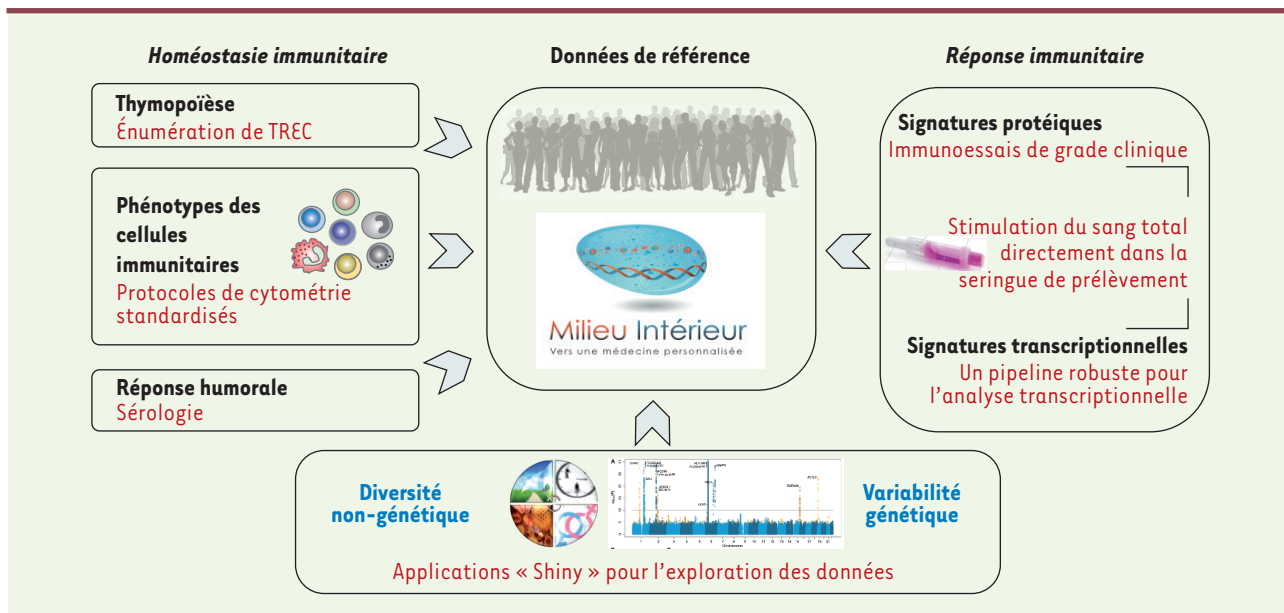 Homéostasie immunitaire
Données de référence
Réponse immunitaire
Thymopoïèse
Énumération de TREC
Phénotypes des
cellules
immunitaires
Protocoles de cytométrie
standardisés
Réponse humorale
Sérologie
Milieu Intérieur
Vers une médecine personnalisée
Signatures protéiques
Immunoessais de grade clinique
Stimulation du sang total
directement dans la
seringue de prélèvement
Signatures transcriptionnelles
Un pipeline robuste pour
l'analyse transcriptionnelle
Diversité
non-génétique
A
Chromosome
Variabilité
génétique
Applications « Shiny » pour l'exploration des données